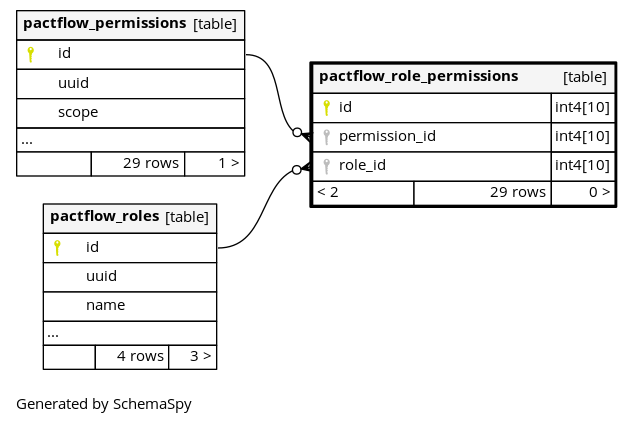 pactflow_permissions [table]
id
uuid
scope
...
29 rows 1 >
pactflow_role_permissions [table]
id int4[10]
permission_id int4[10]
role_id int4[10]
< 2 29 rows 0 >
pactflow_roles [table]
id
uuid
name
...
4 rows 3 >
Generated by SchemaSpy